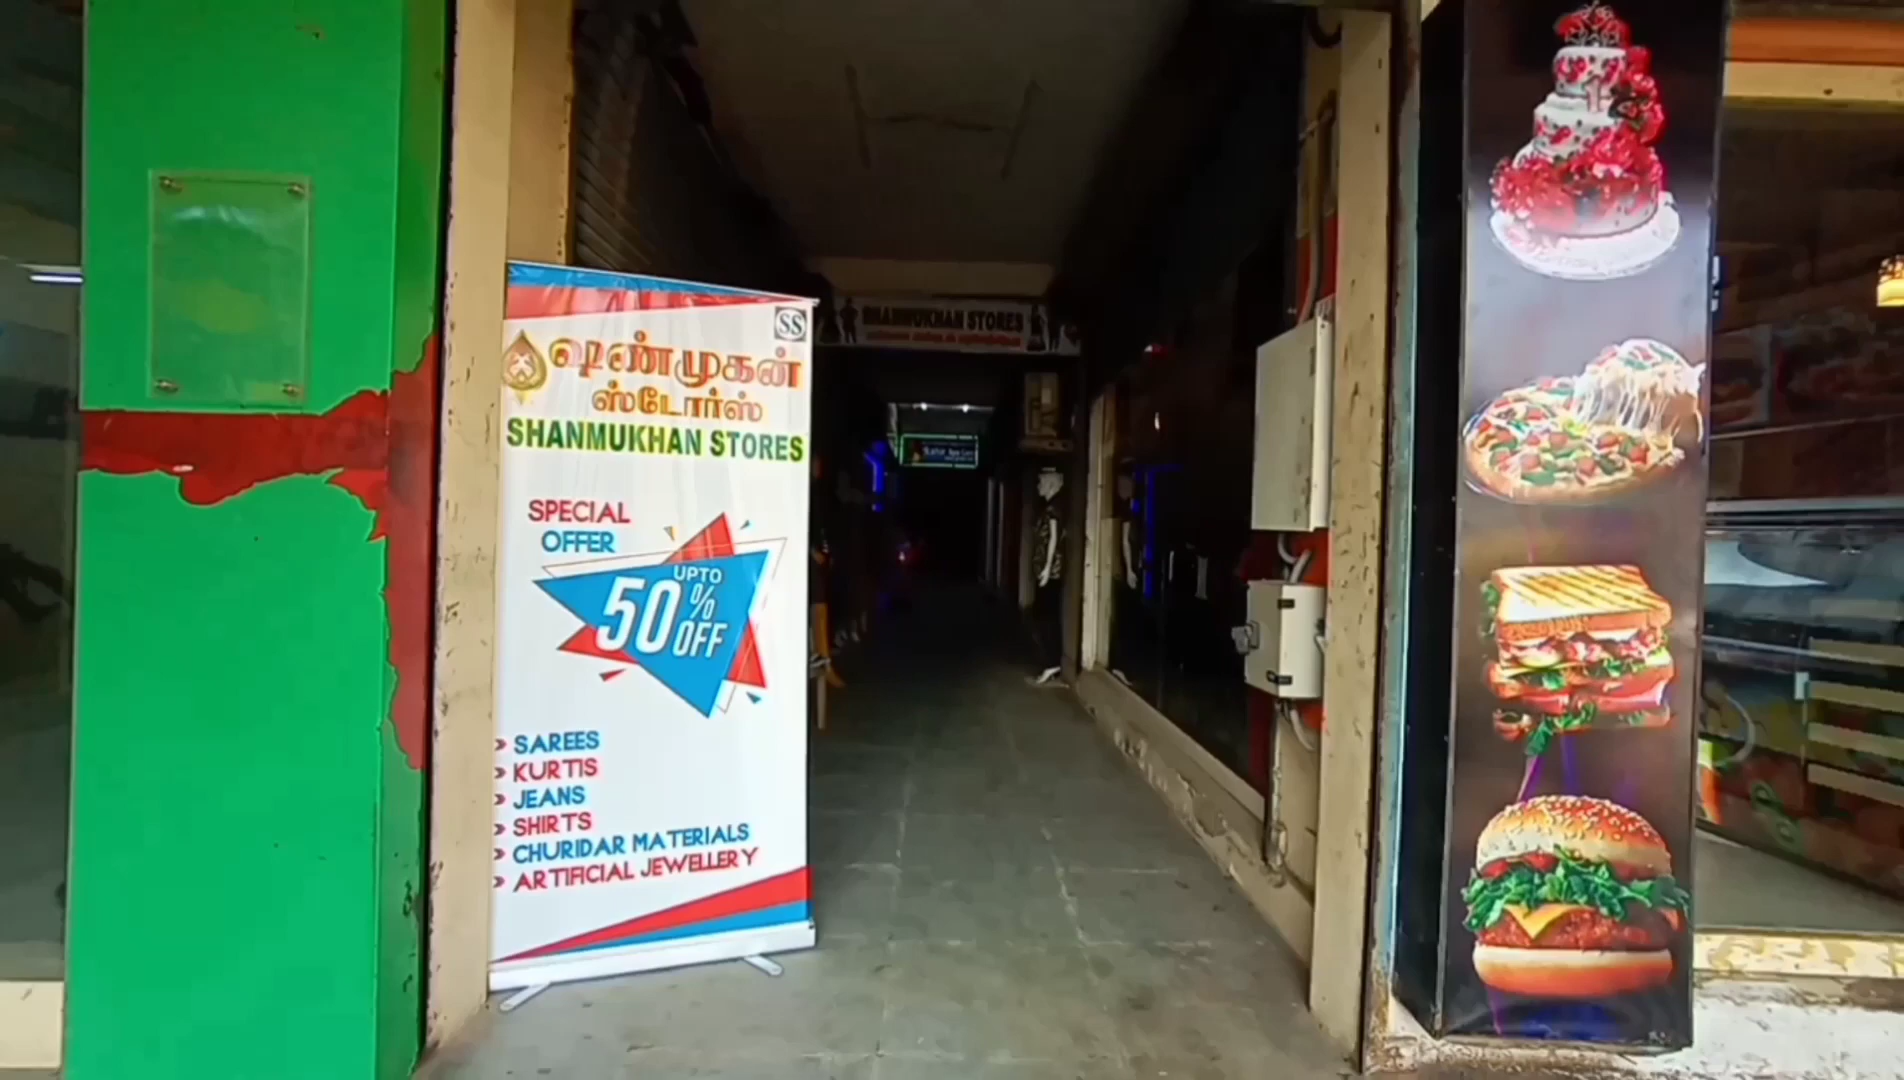 SS
ஷண்முகன்
ஸ்டோர்ஸ்
SHANMUKHAN STORES
SPECIAL
OFFER
UPTO
50% OFF
SAREES
KURTIS
JEANS
SHIRTS
CHURIDAR MATERIALS
ARTIFICIAL JEWELLERY
SHANMUKHAN STORES
1